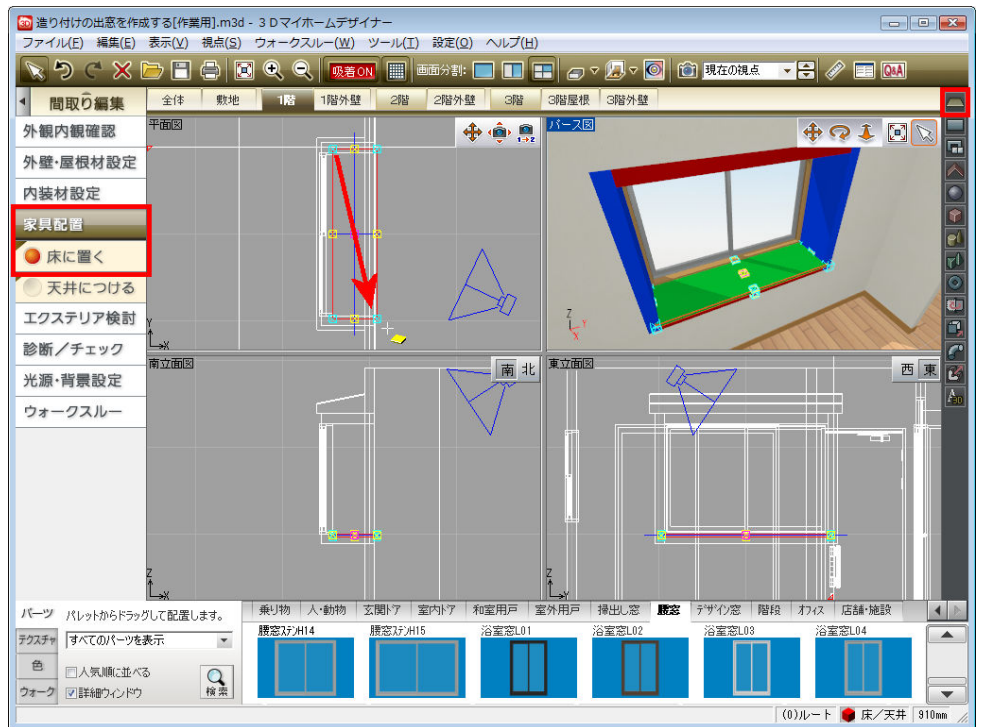 造り付けの出窓を作成する[作業用].m3d - ３Ｄマイホームデザイナー
ファイル(F) 編集(E) 表示(V) 視点(S) ウォークスルー(W) ツール(T) 設定(O) ヘルプ(H)
吸着ON 画面分割: 現在の視点 Q&A
間取り編集 全体 敷地 1階 1階外壁 2階 2階外壁 3階 3階屋根 3階外壁
外観内観確認
外壁・屋根材設定
内装材設定
家具配置
床に置く
天井につける
エクステリア検討
診断／チェック
光源・背景設定
ウォークスルー
平面図 1→2
Y
X
パース図
Z
Y
X
南立面図 南 北
Z
X
東立面図 西 東
Z
Y
3D
パーツ パレットからドラッグして配置します。
テクスチャ すべてのパーツを表示
色 人気順に並べる
ウォーク 詳細ウィンドウ 検索
乗り物 人・動物 玄関ドア 室内ドア 和室用戸 室外用戸 掃出し窓 腰窓 デザイン窓 階段 オフィス 店舗・施設
腰窓ステンH14 腰窓ステンH15 浴室窓L01 浴室窓L02 浴室窓L03 浴室窓L04
(0)ルート 床／天井 910mm